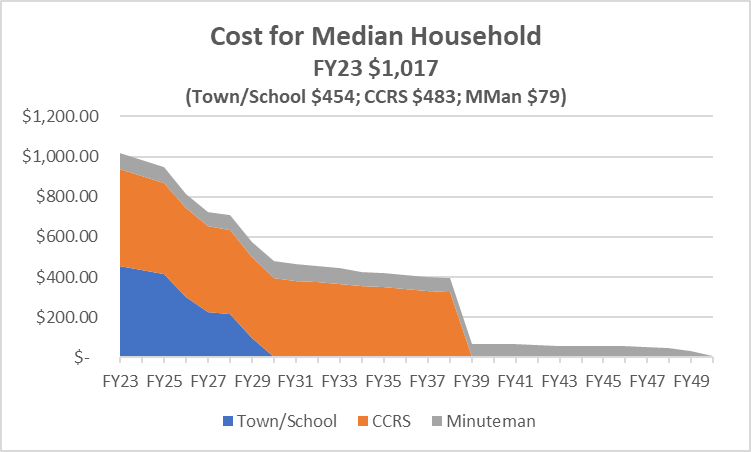 Cost for Median Household
FY23 $1,017
(Town/School $454; CCRS $483; MMan $79)
$1,200.00
$1,000.00
$800.00
$600.00
$400.00
$200.00
$-
FY23 FY25 FY27 FY29 FY31 FY33 FY35 FY37 FY39 FY41 FY43 FY45 FY47 FY49
Town/School CCRS Minuteman